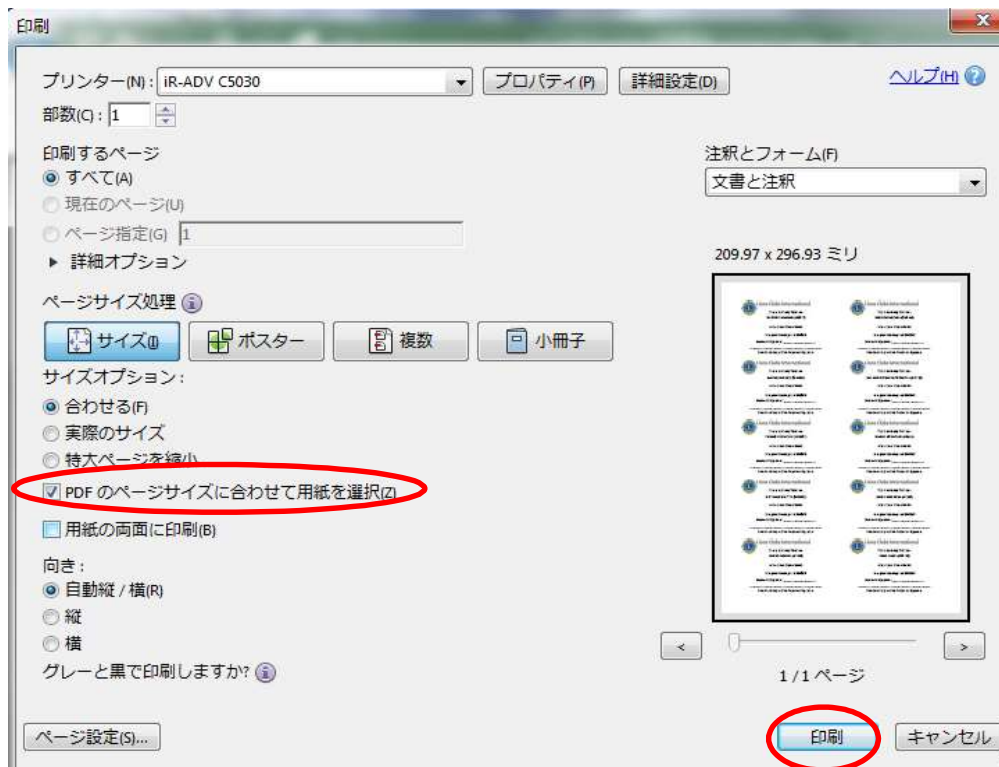 印刷
プリンター(N): iR-ADV C5030 プロパティ(P) 詳細設定(D) ヘルプ(H)
部数(C): 1
印刷するページ 注釈とフォーム(F)
すべて(A) 文書と注釈
現在のページ(U)
ページ指定(G) 1
詳細オプション 209.97 x 296.93 ミリ
ページサイズ処理
サイズ(I) ポスター 複数 小冊子
サイズオプション:
合わせる(F)
実際のサイズ
特大ページを縮小
PDF のページサイズに合わせて用紙を選択(Z)
用紙の両面に印刷(B)
向き:
自動縦 / 横(R)
縦
横 < >
グレーと黒で印刷しますか? 1 / 1 ページ
ページ設定(S)... 印刷 キャンセル